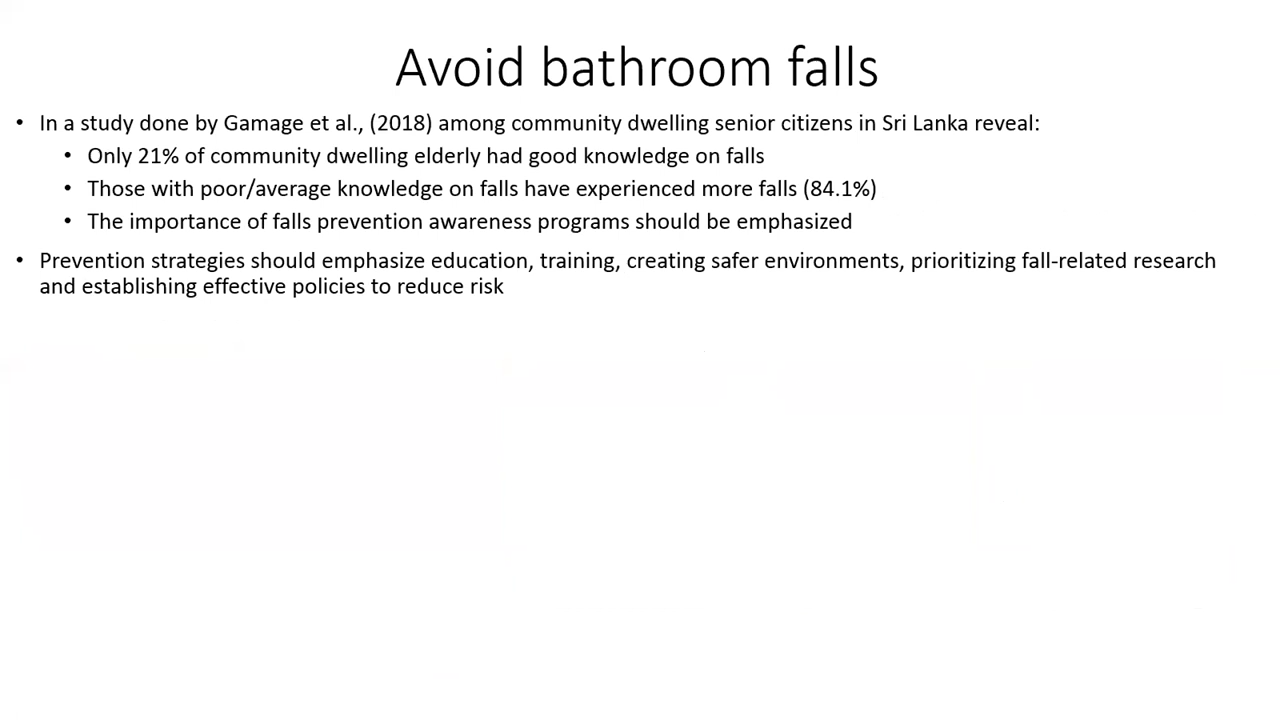 Avoid bathroom falls
• In a study done by Gamage et al., (2018) among community dwelling senior citizens in Sri Lanka reveal:
• Only 21% of community dwelling elderly had good knowledge on falls
• Those with poor/average knowledge on falls have experienced more falls (84.1%)
• The importance of falls prevention awareness programs should be emphasized
• Prevention strategies should emphasize education, training, creating safer environments, prioritizing fall-related research
and establishing effective policies to reduce risk